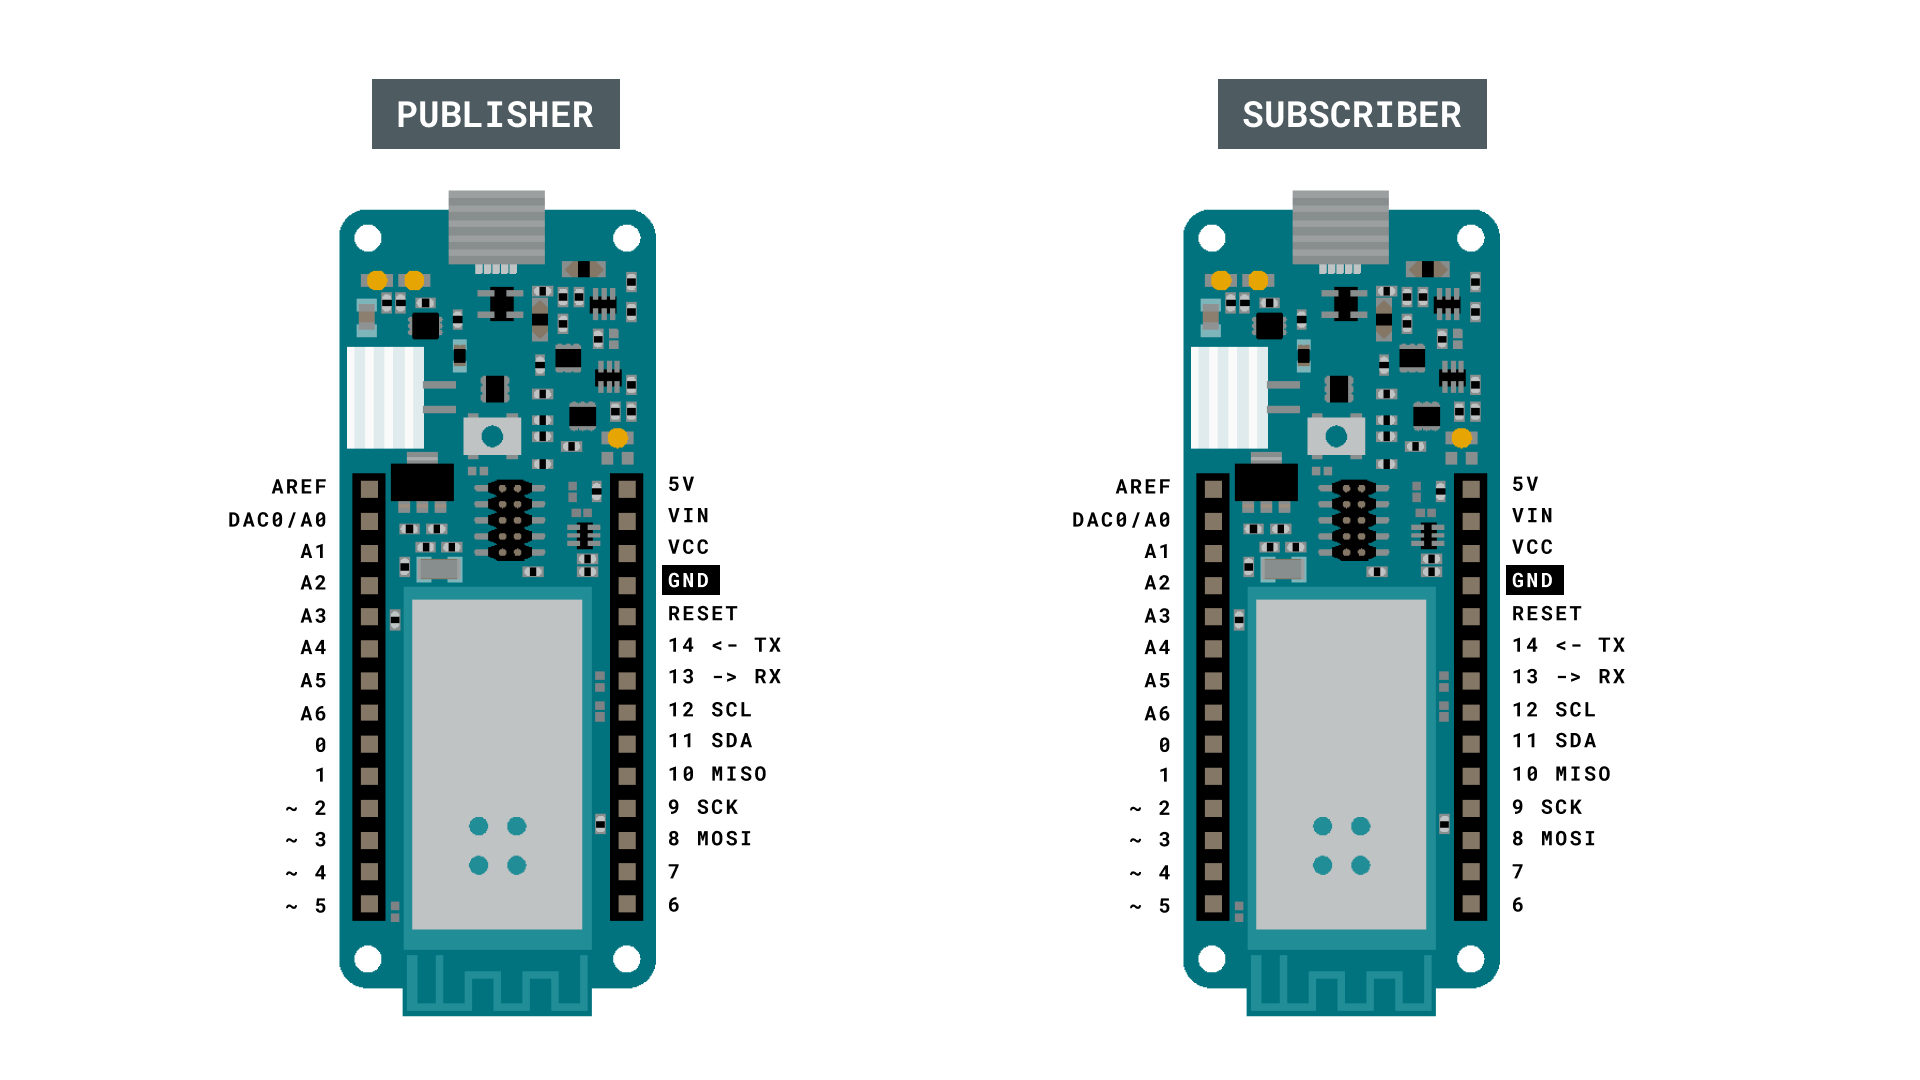 PUBLISHER
AREF
DAC0/A0
A1
A2
A3
A4
A5
A6
0
1
~ 2
~ 3
~ 4
~ 5
5V
VIN
VCC
GND
RESET
14 <- TX
13 -> RX
12 SCL
11 SDA
10 MISO
9 SCK
8 MOSI
7
6
SUBSCRIBER
AREF
DAC0/A0
A1
A2
A3
A4
A5
A6
0
1
~ 2
~ 3
~ 4
~ 5
5V
VIN
VCC
GND
RESET
14 <- TX
13 -> RX
12 SCL
11 SDA
10 MISO
9 SCK
8 MOSI
7
6